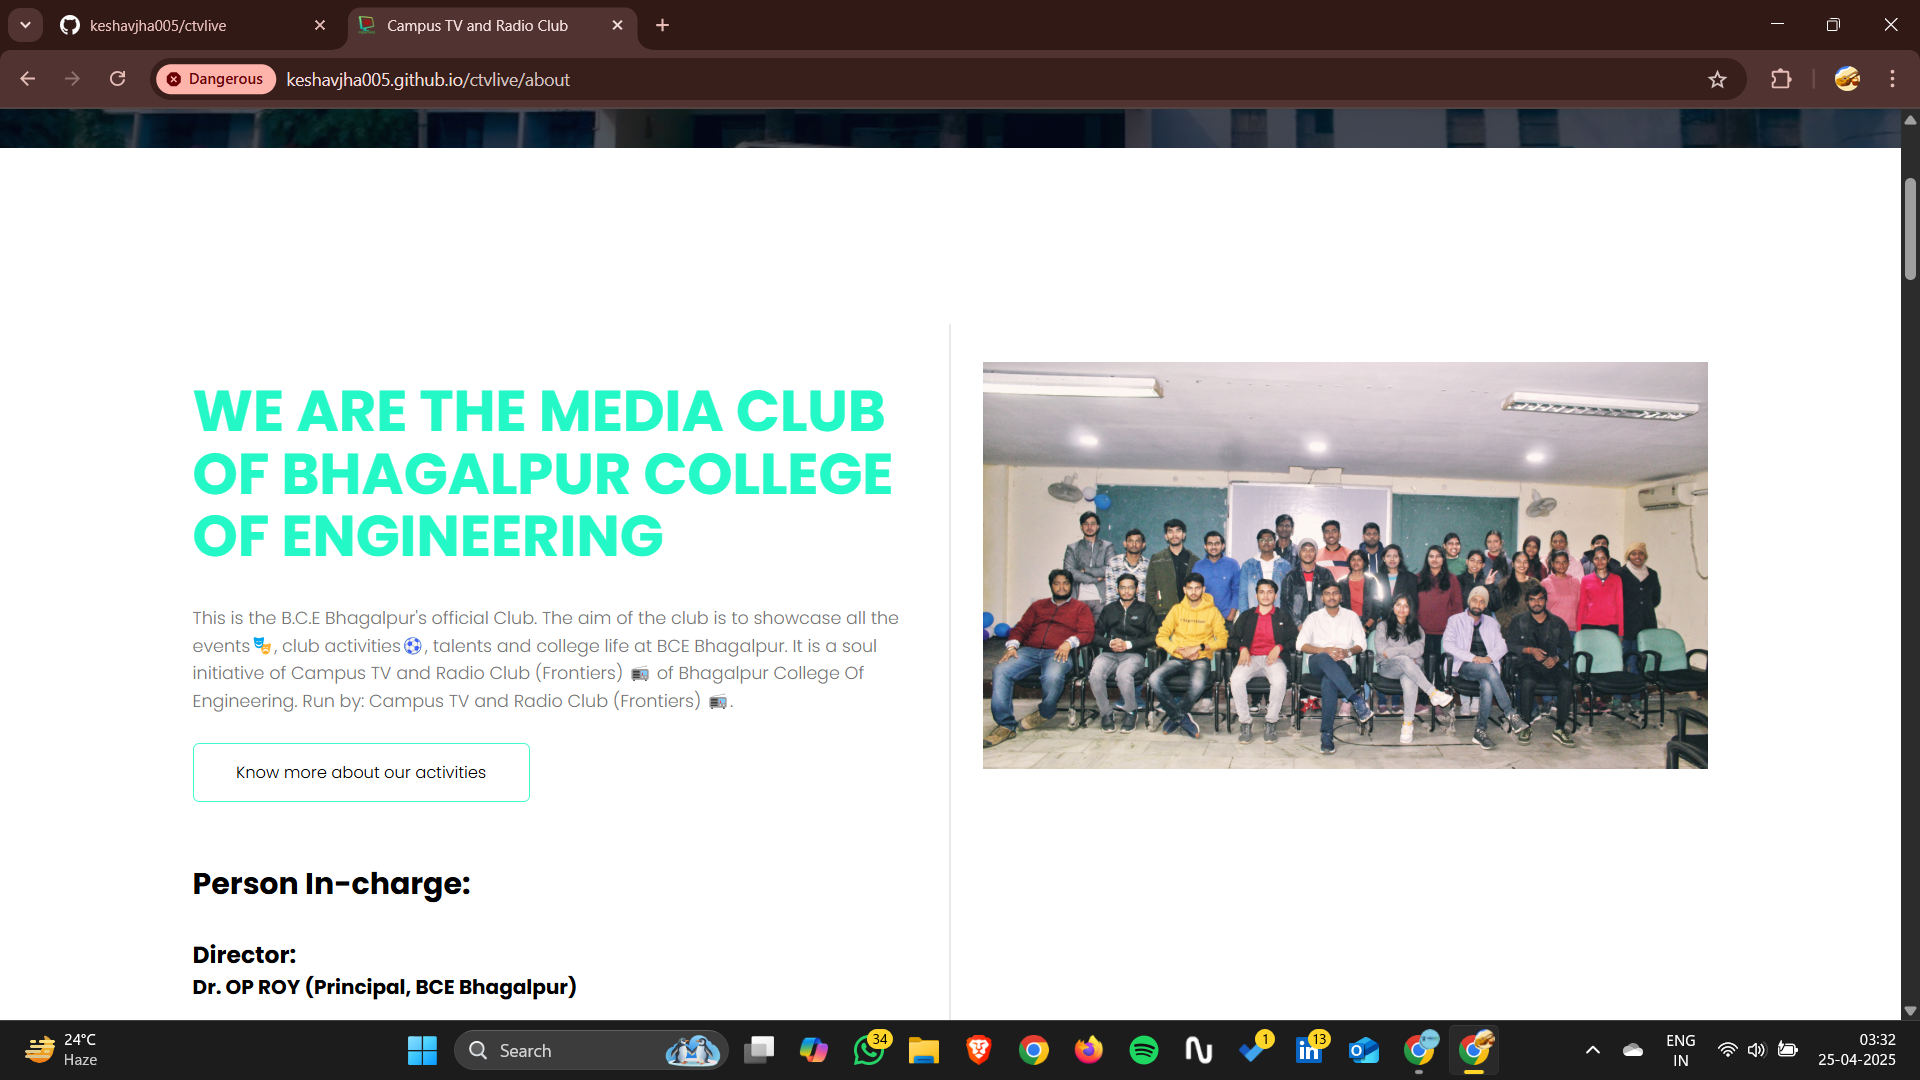 keshavjha005/ctvlive
Campus TV and Radio Club
Dangerous
keshavjha005.github.io/ctvlive/about
WE ARE THE MEDIA CLUB
OF BHAGALPUR COLLEGE
OF ENGINEERING
This is the B.C.E Bhagalpur's official Club. The aim of the club is to showcase all the
events🎭, club activities⚽, talents and college life at BCE Bhagalpur. It is a soul
initiative of Campus TV and Radio Club (Frontiers) 📻 of Bhagalpur College Of
Engineering. Run by: Campus TV and Radio Club (Frontiers) 📻.
Know more about our activities
Person In-charge:
Director:
Dr. OP ROY (Principal, BCE Bhagalpur)
24°C
Haze
Search
34
1
13
ENG
IN
03:32
25-04-2025